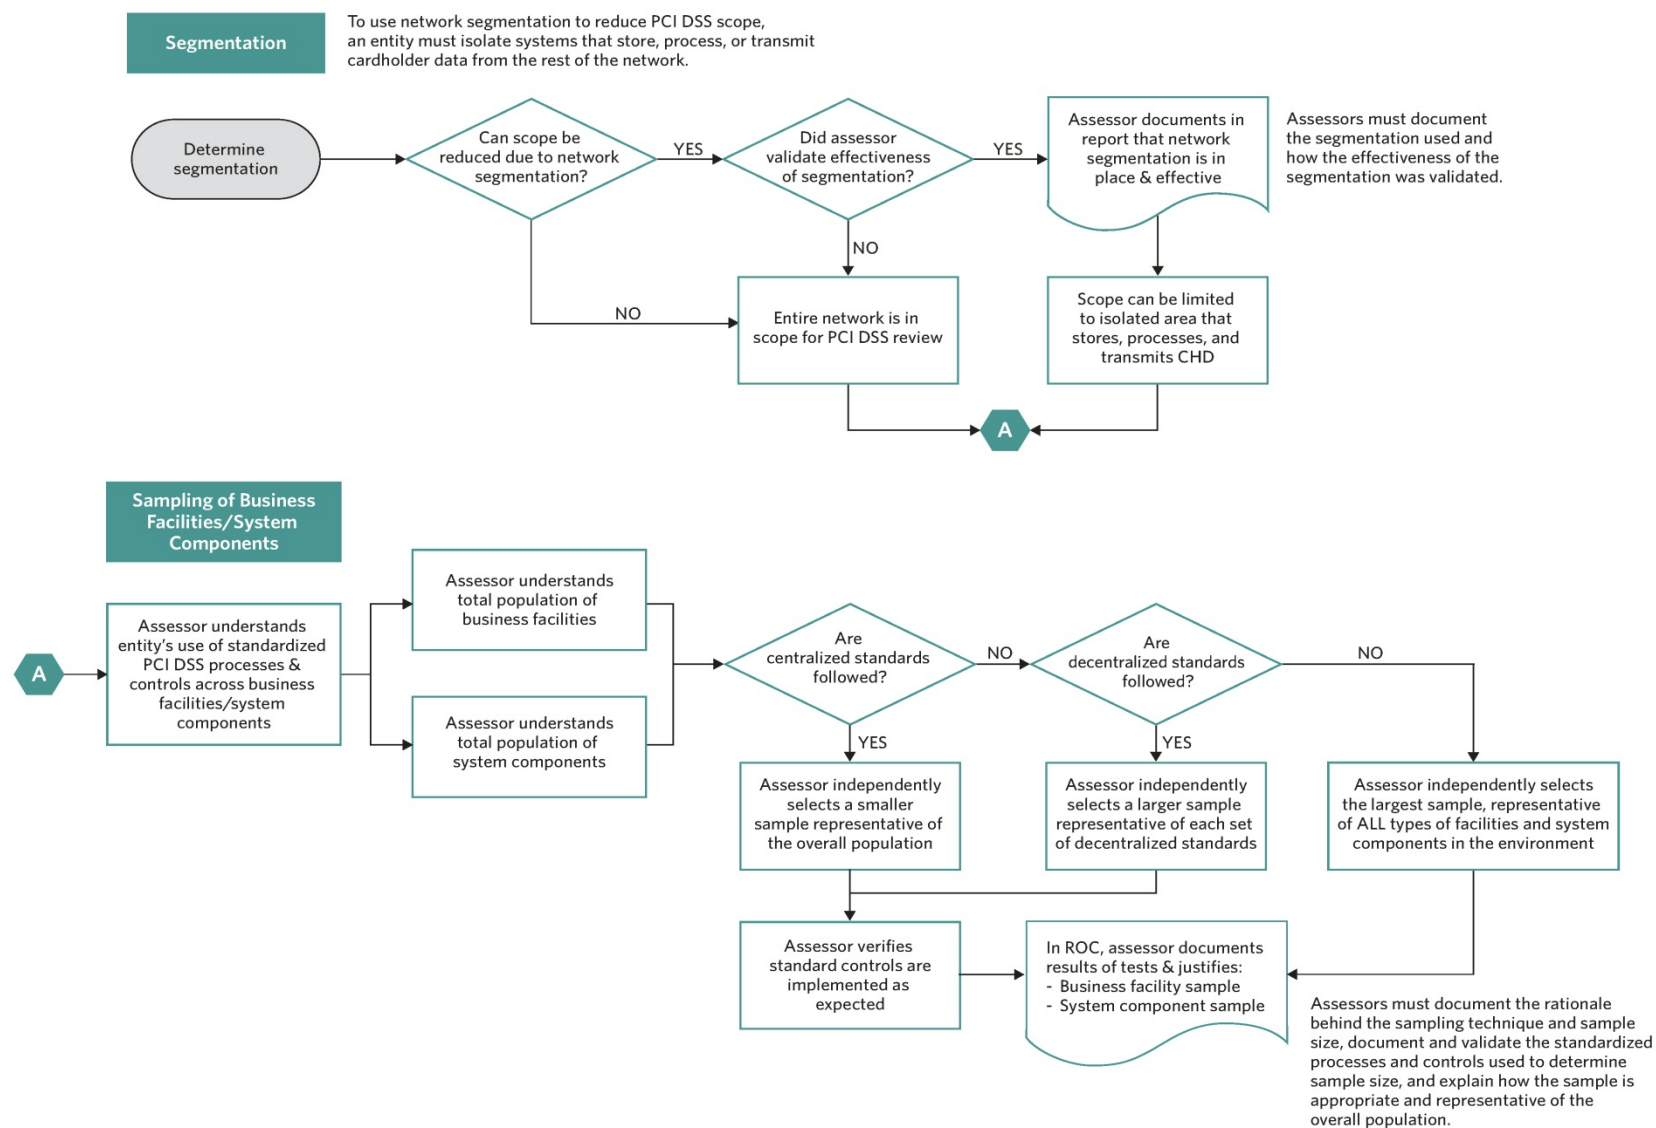 Segmentation
To use network segmentation to reduce PCI DSS scope,
an entity must isolate systems that store, process, or transmit
cardholder data from the rest of the network.
Determine
segmentation
Can scope be
reduced due to network
segmentation?
YES
Did assessor
validate effectiveness
of segmentation?
YES
Assessor documents in
report that network
segmentation is in
place & effective
Assessors must document
the segmentation used and
how the effectiveness of the
segmentation was validated.
NO
NO
Entire network is in
scope for PCI DSS review
Scope can be limited
to isolated area that
stores, processes, and
transmits CHD
A
Sampling of Business
Facilities/System
Components
A
Assessor understands
entity's use of standardized
PCI DSS processes &
controls across business
facilities/system
components
Assessor understands
total population of
business facilities
Assessor understands
total population of
system components
Are
centralized standards
followed?
NO
Are
decentralized standards
followed?
NO
YES
YES
Assessor independently
selects a smaller
sample representative of
the overall population
Assessor independently
selects a larger sample
representative of each set
of decentralized standards
Assessor independently selects
the largest sample, representative
of ALL types of facilities and system
components in the environment
Assessor verifies
standard controls are
implemented as
expected
In ROC, assessor documents
results of tests & justifies:
- Business facility sample
- System component sample
Assessors must document the rationale
behind the sampling technique and sample
size, document and validate the standardized
processes and controls used to determine
sample size, and explain how the sample is
appropriate and representative of the
overall population.